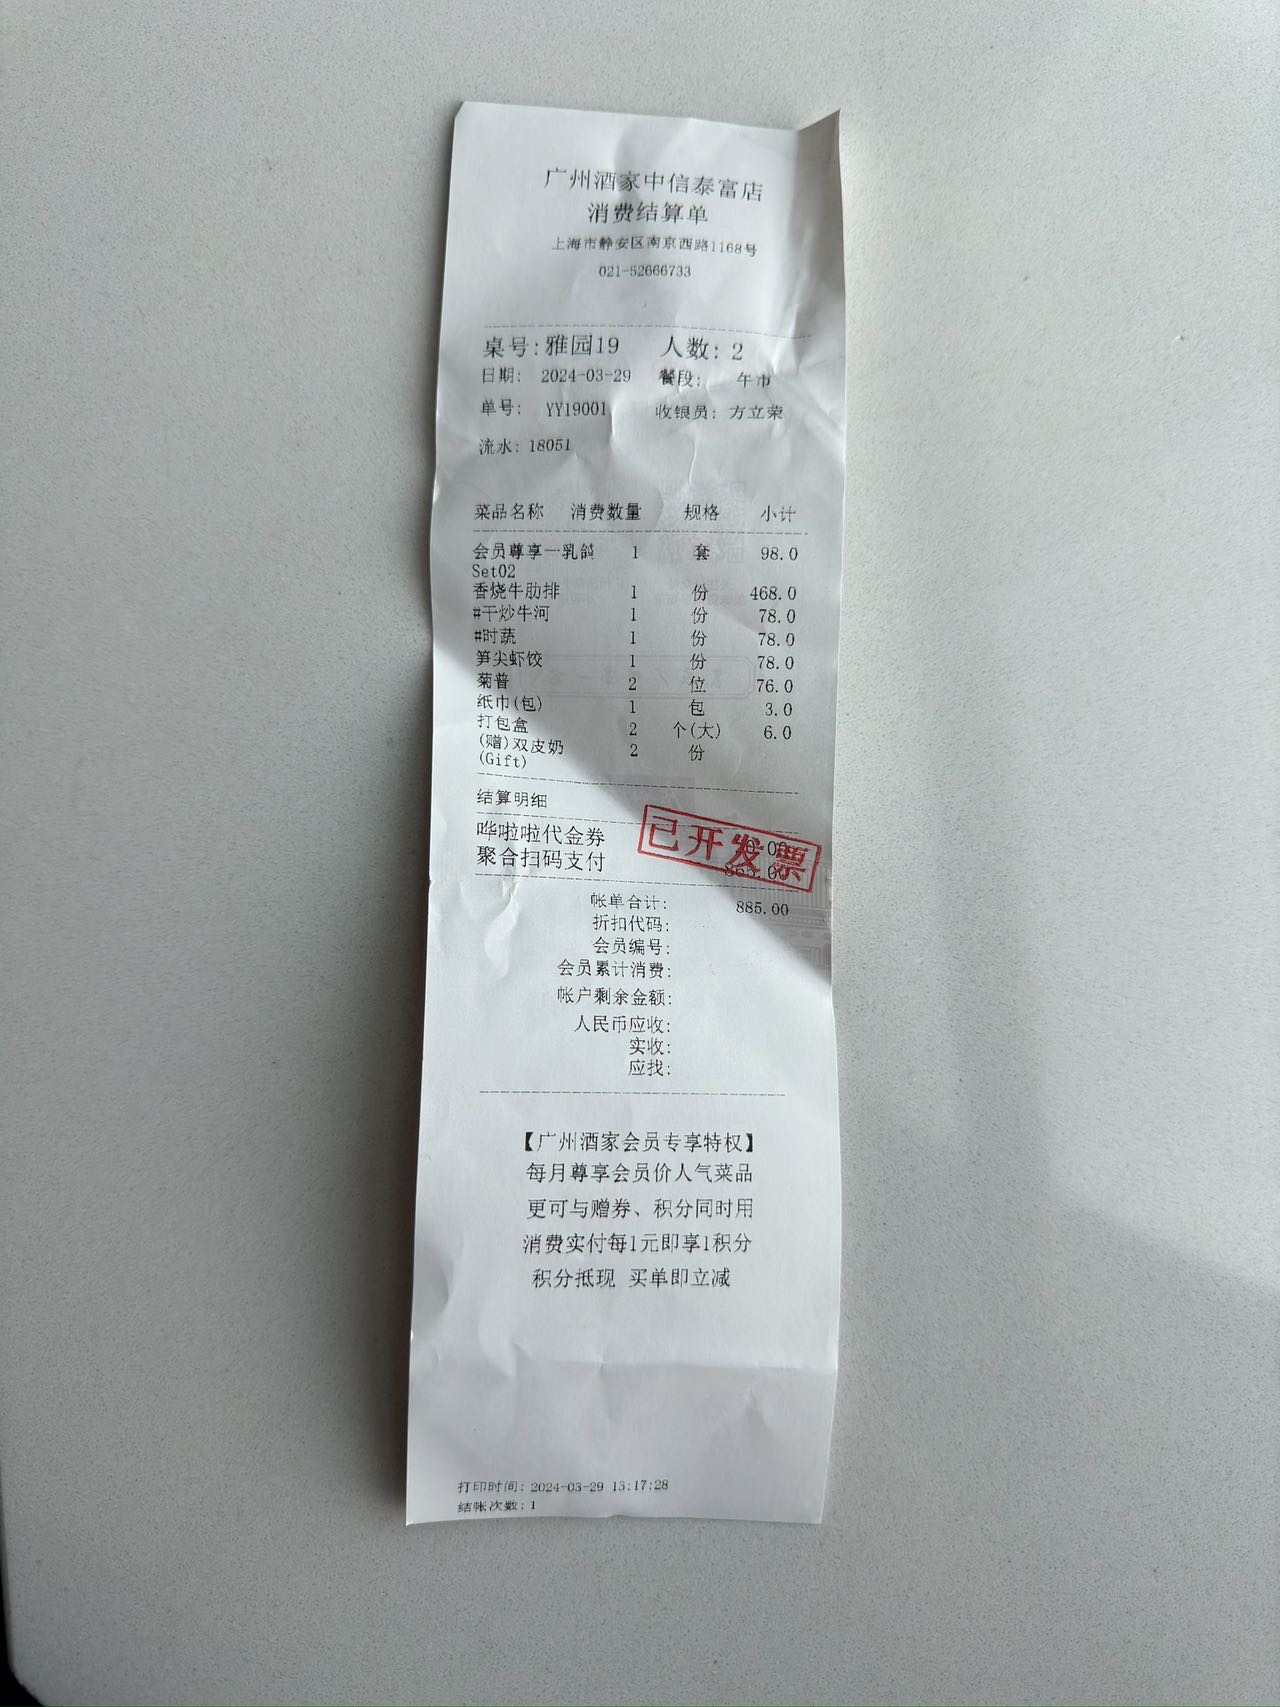 广州酒家中信泰富店
消费结算单
上海市静安区南京西路1168号
021-52666733
桌号:雅园19 人数: 2
日期: 2024-03-29 餐段: 午市
单号: YY19001 收银员: 方立荣
流水: 18051
菜品名称 消费数量 规格 小计
会员尊享一乳鸽 1 套 98.0
Set02
香烧牛肋排 1 份 468.0
#干炒牛河 1 份 78.0
#时蔬 1 份 78.0
笋尖虾饺 1 份 78.0
菊普 2 位 76.0
纸巾(包) 1 包 3.0
打包盒 2 个(大) 6.0
(赠)双皮奶 2 份
(Gift)
结算明细
哗啦啦代金券
已开发票
聚合扫码支付
帐单合计: 885.00
折扣代码:
会员编号:
会员累计消费:
帐户剩余金额:
人民币应收:
实收:
应找:
【广州酒家会员专享特权】
每月尊享会员价人气菜品
更可与赠券、积分同时用
消费实付每1元即享1积分
积分抵现 买单即立减
打印时间: 2024-03-29 13:17:28
结帐次数: 1